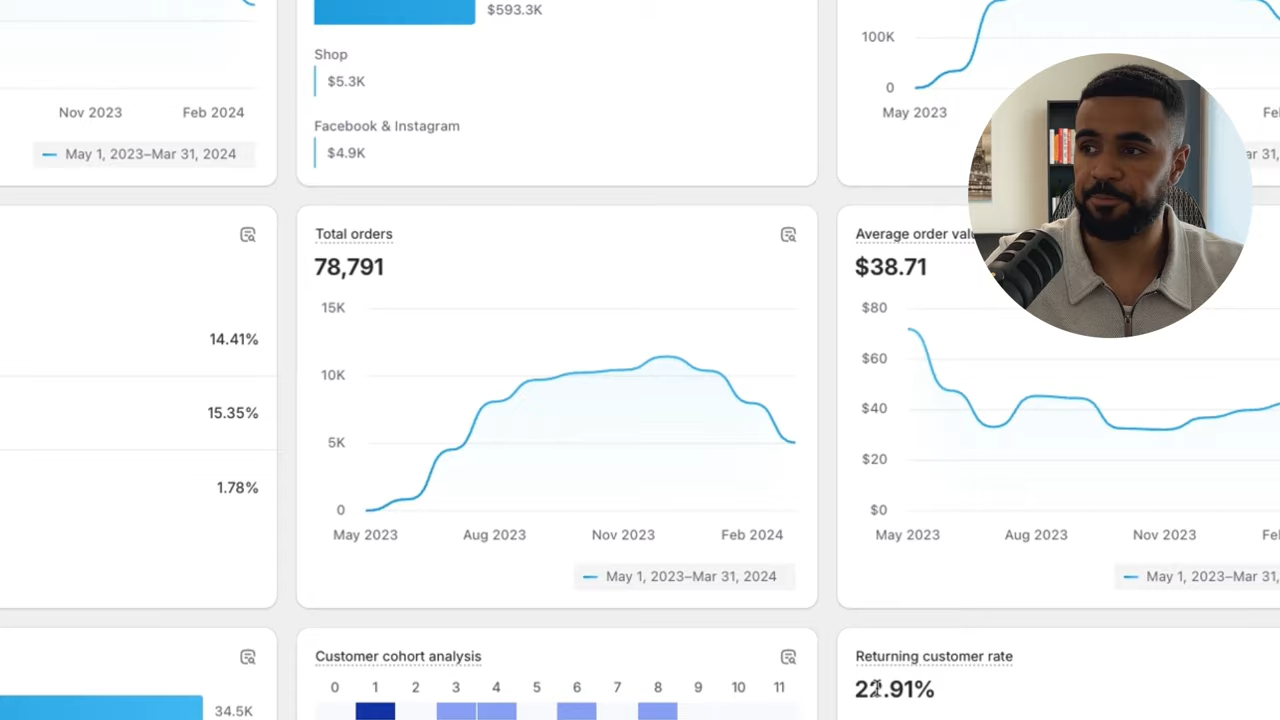 $593.3K
Shop
$5.3K
Facebook & Instagram
$4.9K
Nov 2023
Feb 2024
May 1, 2023–Mar 31, 2024
100K
0
May 2023
14.41%
15.35%
1.78%
Total orders
78,791
15K
10K
5K
0
May 2023
Aug 2023
Nov 2023
Feb 2024
May 1, 2023–Mar 31, 2024
Average order
$38.71
$80
$60
$40
$20
$0
May 2023
Aug 2023
Nov 2023
May 1, 2023–Mar 31,
34.5K
Customer cohort analysis
0 1 2 3 4 5 6 7 8 9 10 11
Returning customer rate